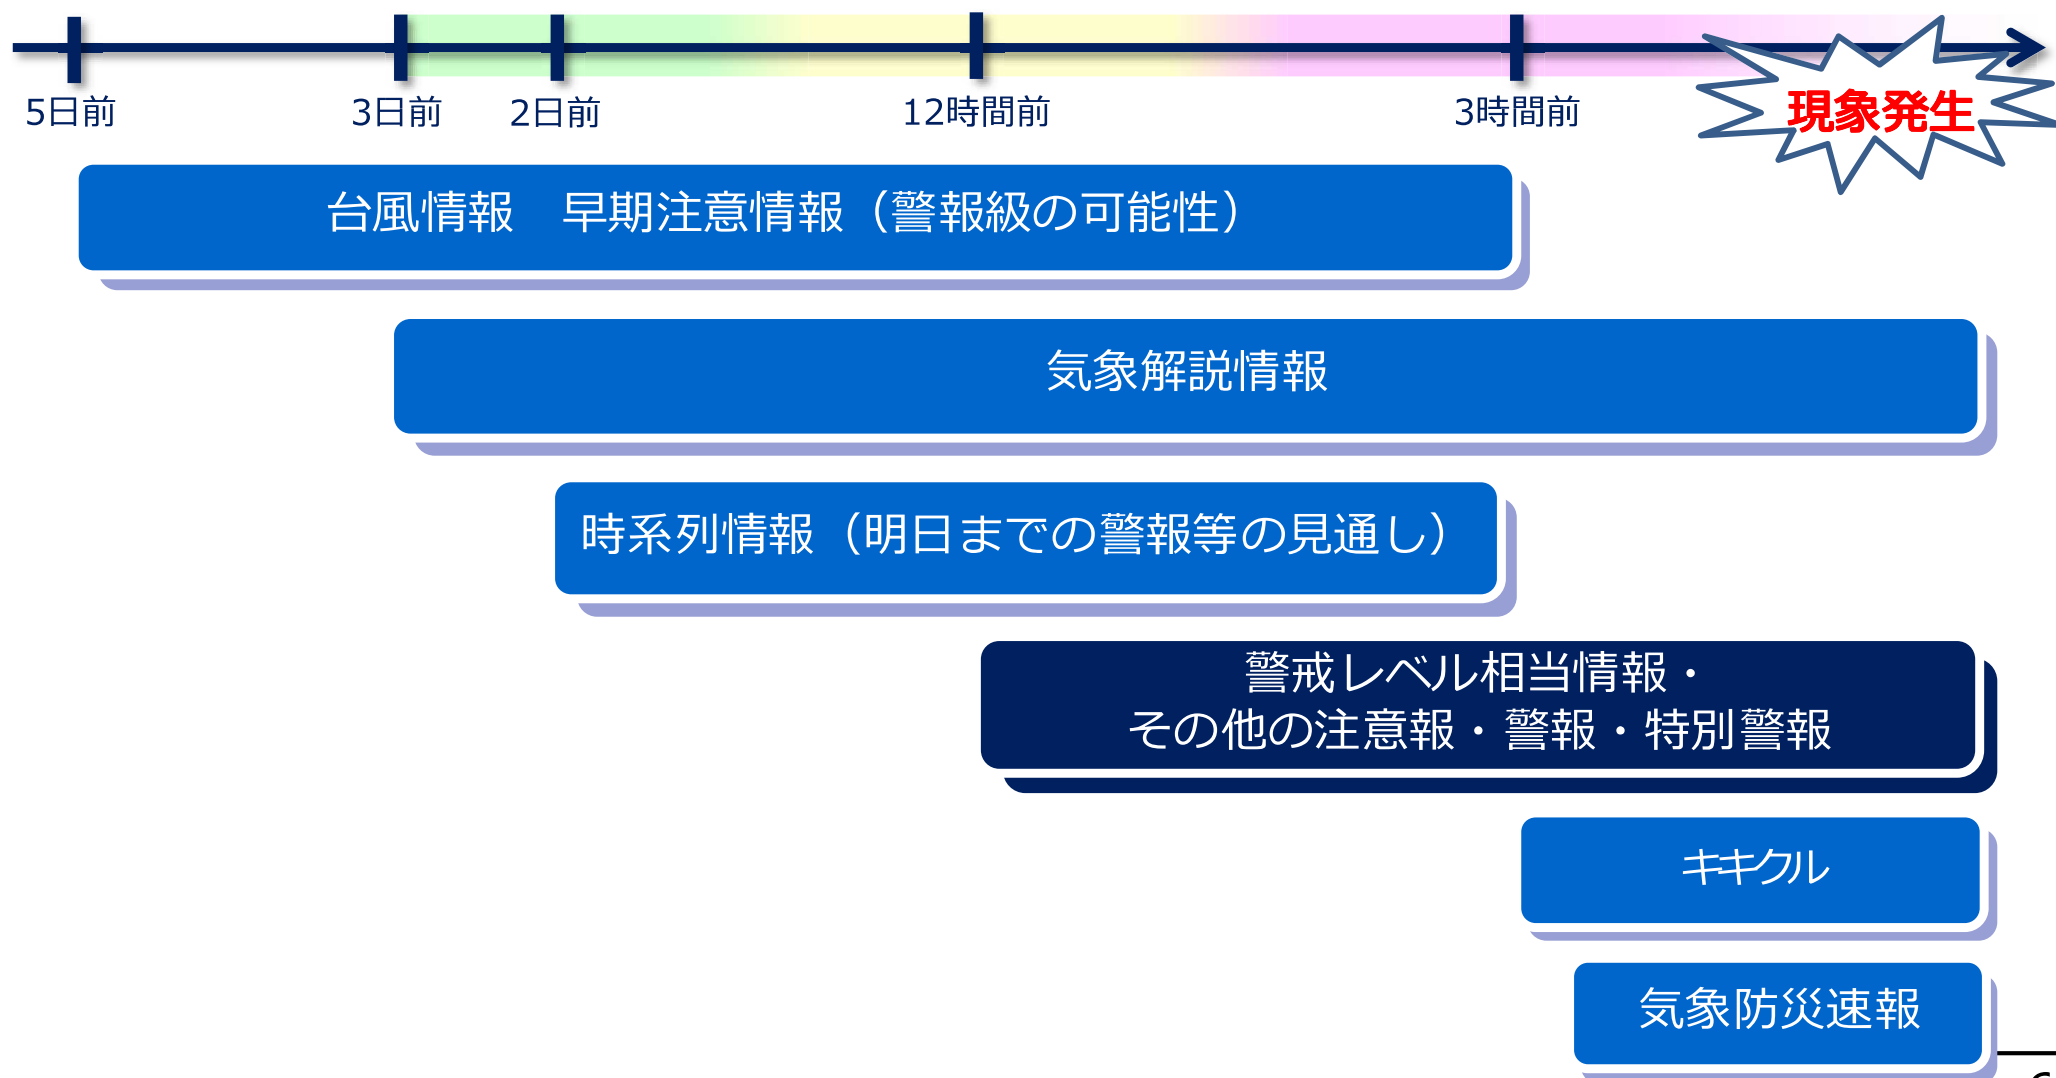 5日前
3日前
2日前
12時間前
3時間前
現象発生
台風情報　早期注意情報（警報級の可能性）
気象解説情報
時系列情報（明日までの警報等の見通し）
警戒レベル相当情報・
その他の注意報・警報・特別警報
キキクル
気象防災速報